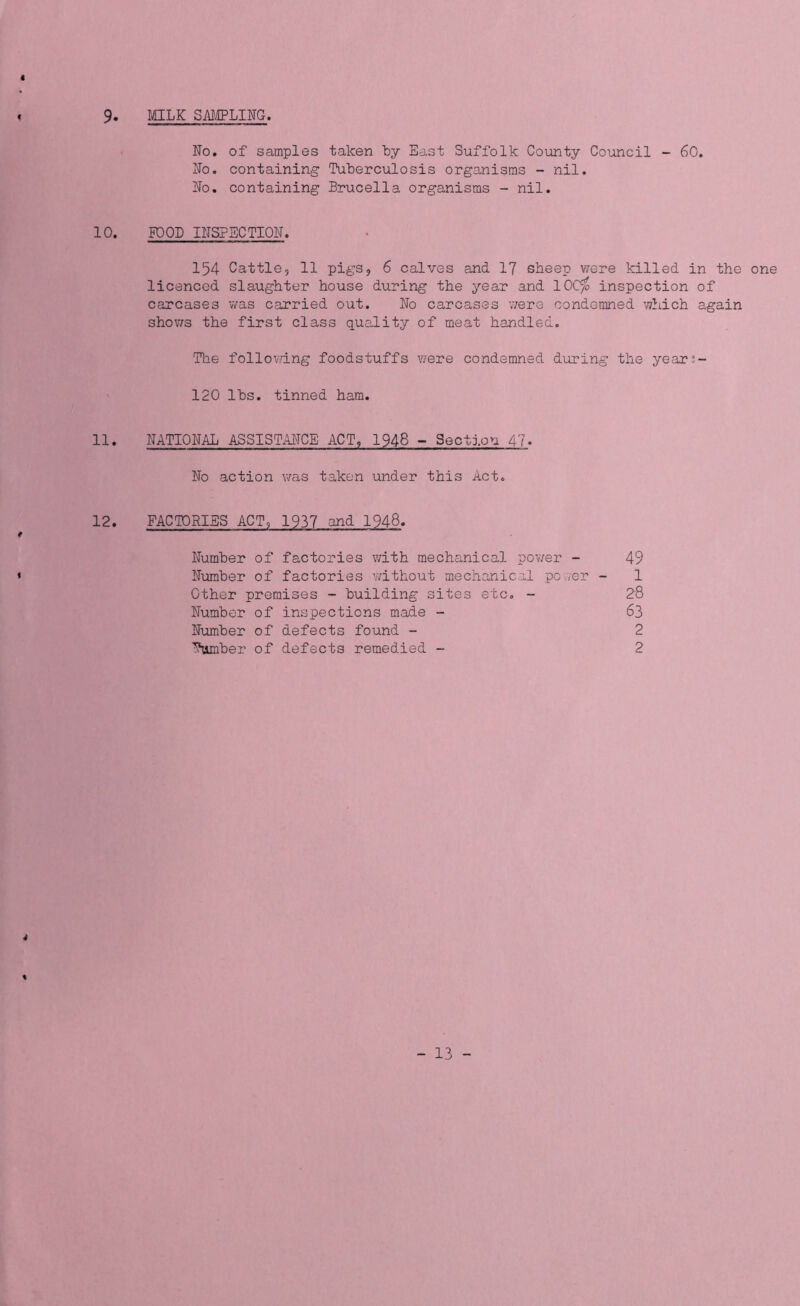 9. MILK SAMPLING.
No. of samples taken by East Suffolk County Council - 60.
No. containing Tuberculosis organisms - nil.
No. containing Brucella organisms - nil.
10. FOOD INSPECTION.
154 Cattle, 11 pigs, 6 calves and 17 sheep were killed in the one
licenced slaughter house during the year and 100% inspection of
carcases was carried out. No carcases were condemned which again
shows the first class quality of meat handled.
The following foodstuffs were condemned during the year:-
120 lbs. tinned ham.
11. NATIONAL ASSISTANCE ACT, 1948 - Section 47.
No action was taken under this Act.
12. FACTORIES ACT, 1937 and 1948.
Number of factories with mechanical power - 49
Number of factories without mechanical power - 1
Other premises - building sites etc. - 28
Number of inspections made - 63
Number of defects found - 2
Number of defects remedied - 2
- 13 -